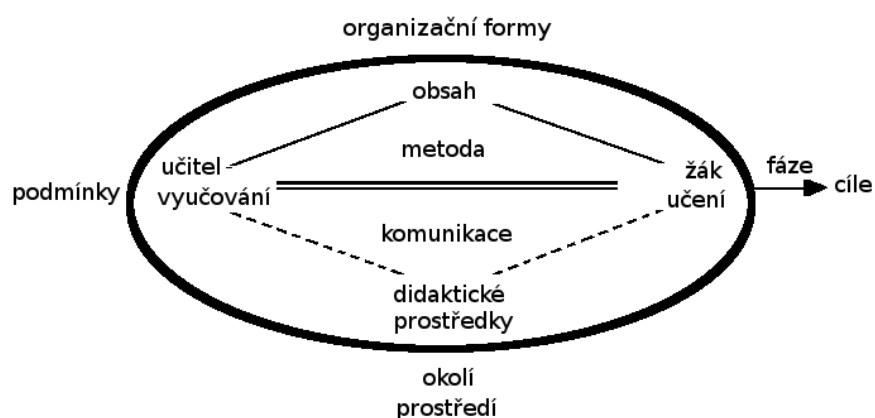 organizační formy
obsah
metoda
učitel
vyučování
žák
učení
fáze
cíle
podmínky
komunikace
didaktické
prostředky
okolí
prostředí